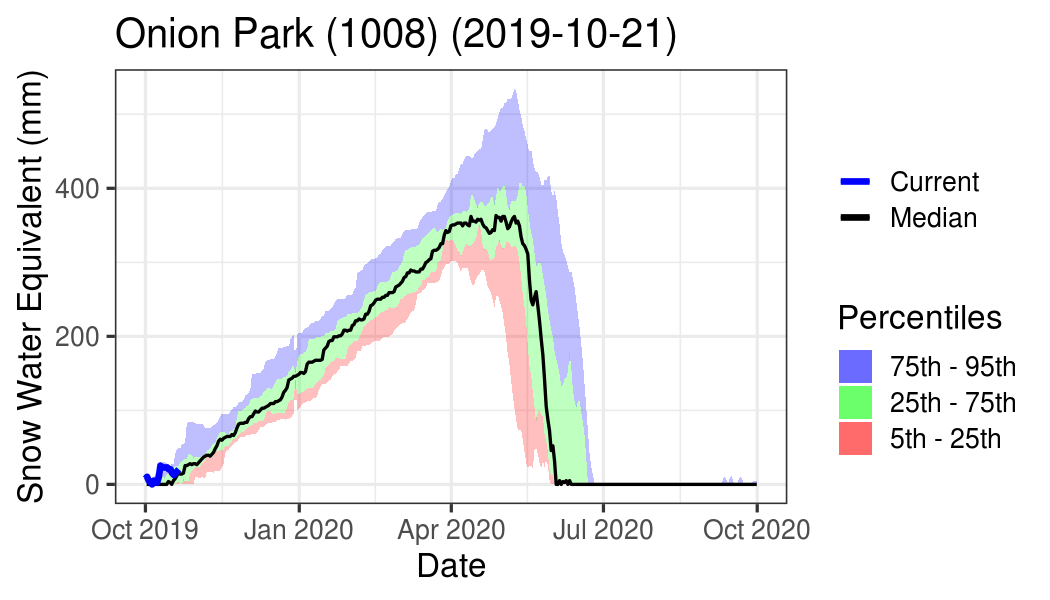 Onion Park (1008) (2019-10-21)
Snow Water Equivalent (mm)
400
200
0
Oct 2019 Jan 2020 Apr 2020 Jul 2020 Oct 2020
Date
Current
Median
Percentiles
75th - 95th
25th - 75th
5th - 25th